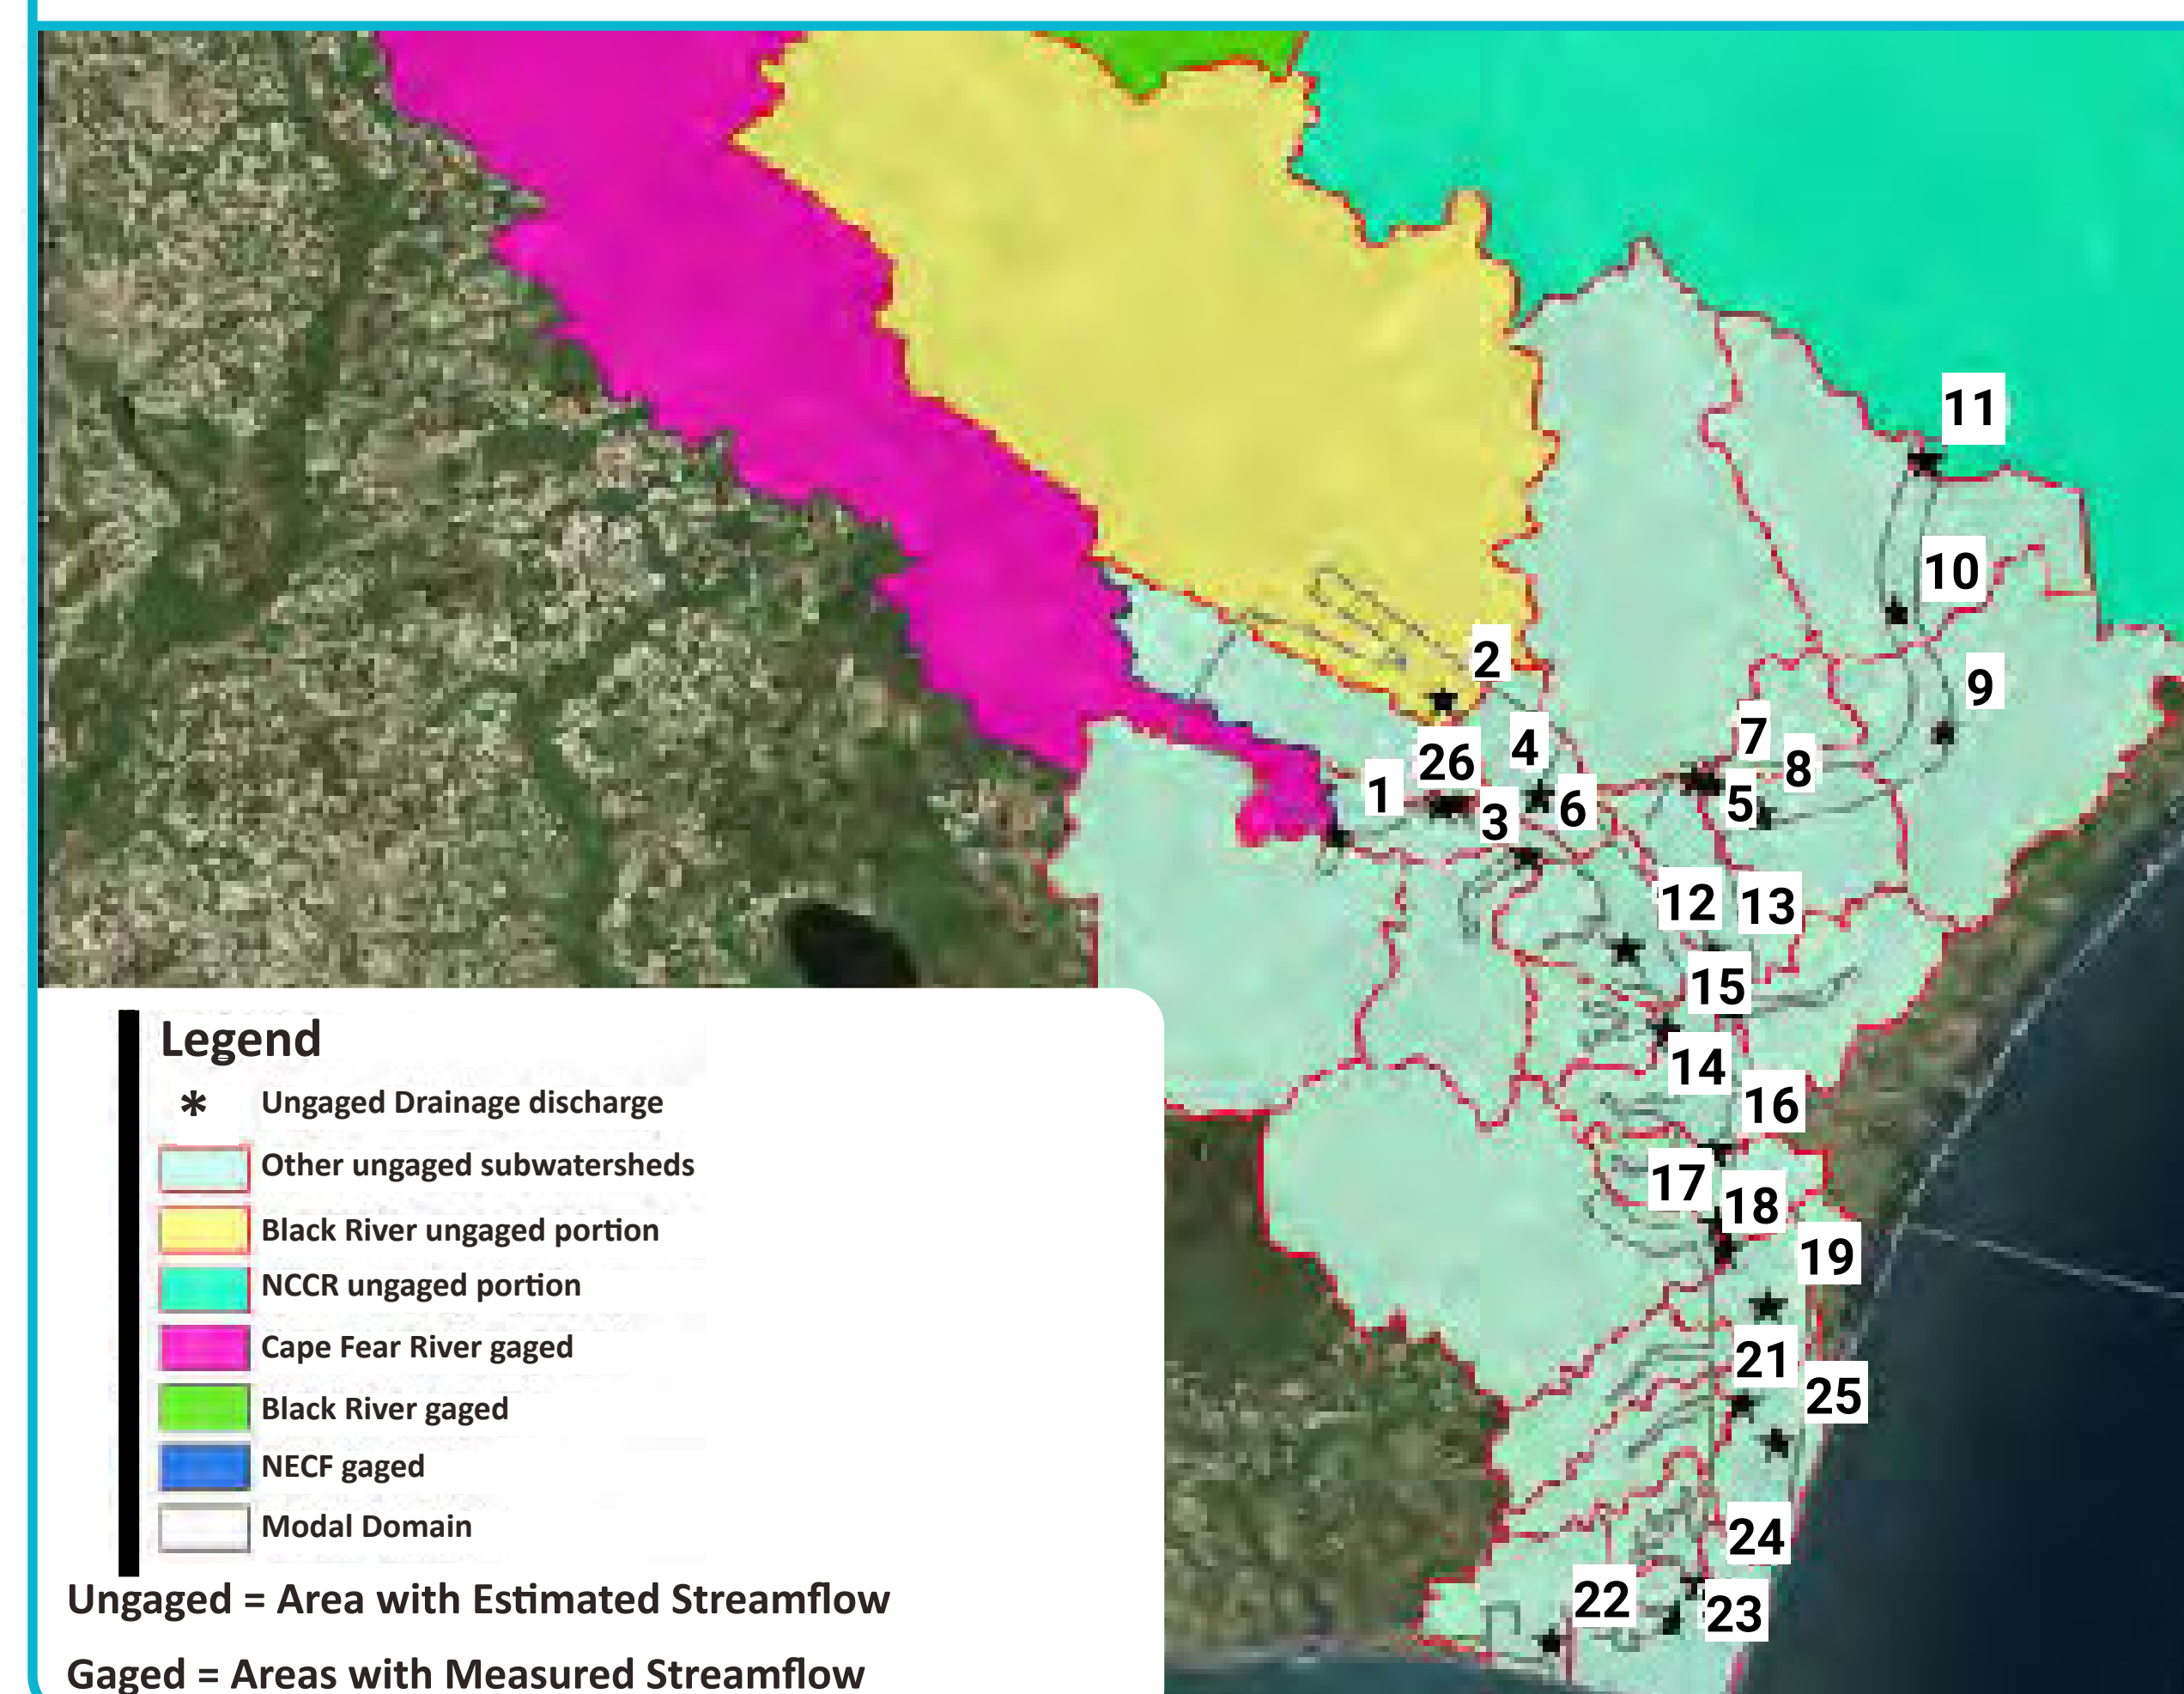 11
10
2
9
4
7
26
8
1
5
6
3
12
13
15
14
16
17
18
19
21
25
24
22
23
Legend
* Ungaged Drainage discharge
Other ungaged subwatersheds
Black River ungaged portion
NCCR ungaged portion
Cape Fear River gaged
Black River gaged
NECF gaged
Modal Domain
Ungaged = Area with Estimated Streamflow
Gaged = Areas with Measured Streamflow